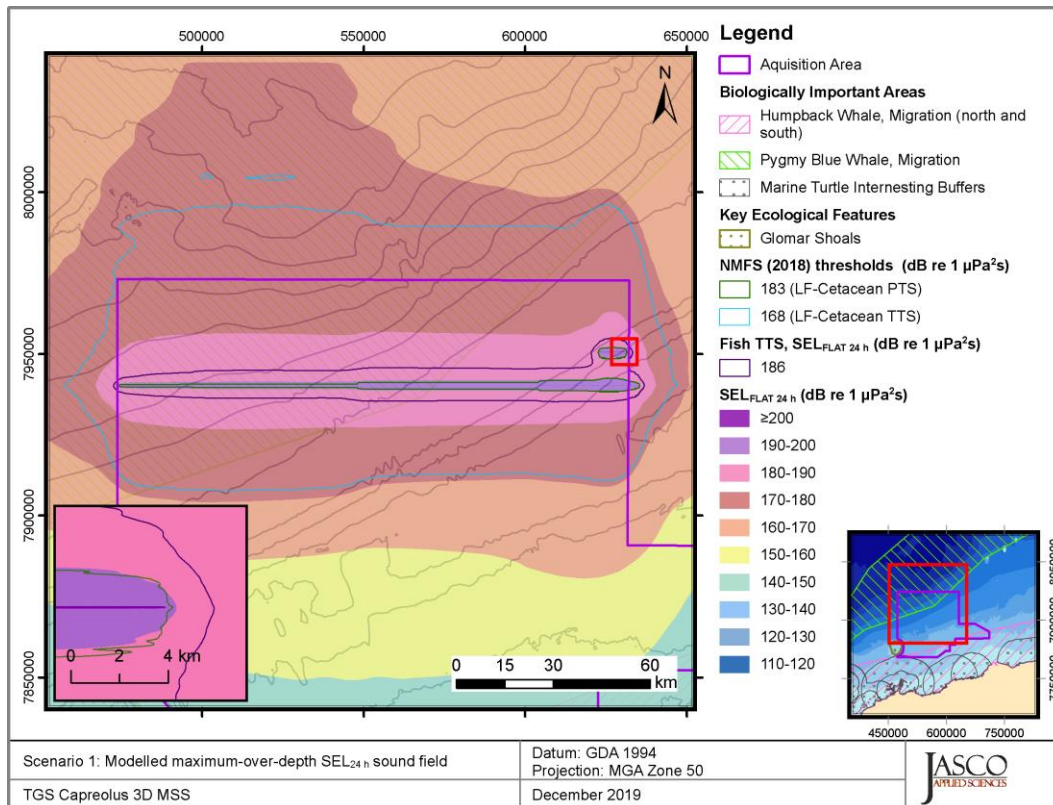 500000
550000
600000
650000
8000000
7950000
7900000
7850000
N
0 2 4 km
0 15 30 60
km
Legend
Aquisition Area
Biologically Important Areas
Humpback Whale, Migration (north and
south)
Pygmy Blue Whale, Migration
Marine Turtle Internesting Buffers
Key Ecological Features
Glomar Shoals
NMFS (2018) thresholds (dB re 1 µPa²s)
183 (LF-Cetacean PTS)
168 (LF-Cetacean TTS)
Fish TTS, SELFLAT 24 h (dB re 1 µPa²s)
186
SELFLAT 24 h (dB re 1 µPa²s)
≥200
190-200
180-190
170-180
160-170
150-160
140-150
130-140
120-130
110-120
8050000
7900000
7750000
450000 600000 750000
Scenario 1: Modelled maximum-over-depth SEL24 h sound field
TGS Capreolus 3D MSS
Datum: GDA 1994
Projection: MGA Zone 50
December 2019
JASCO
APPLIED SCIENCES